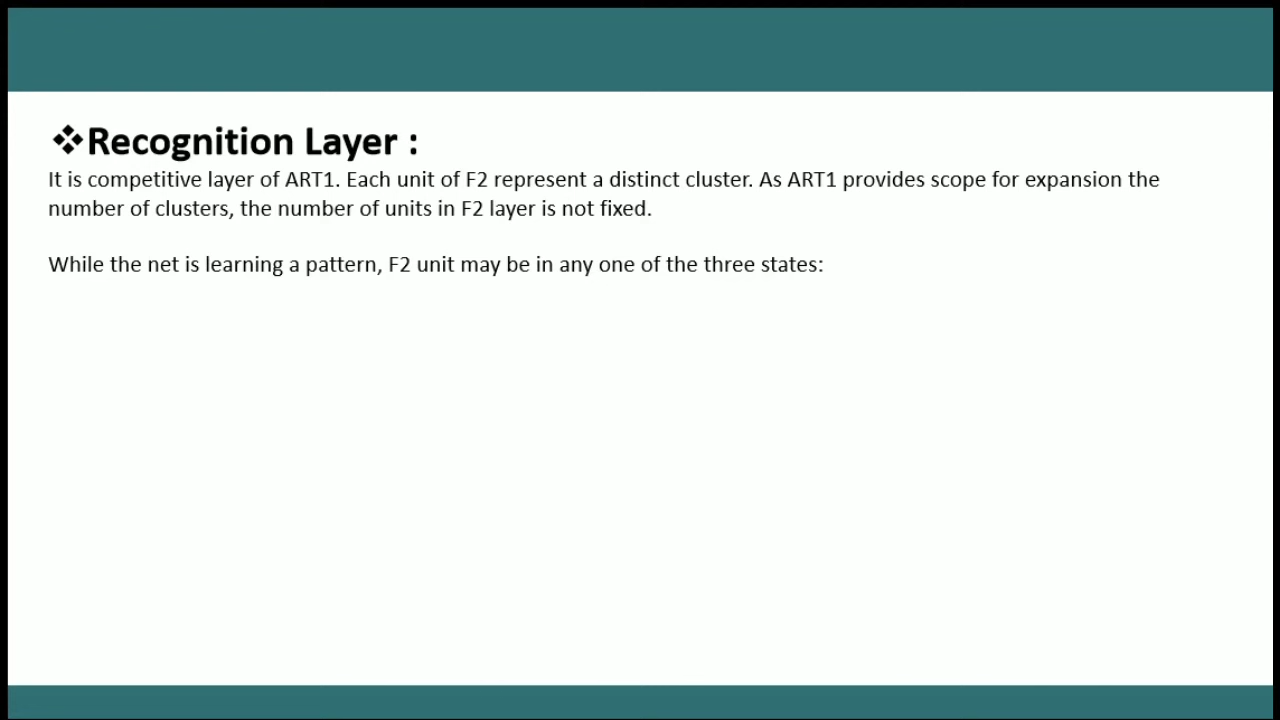 ❖Recognition Layer :
It is competitive layer of ART1. Each unit of F2 represent a distinct cluster. As ART1 provides scope for expansion the
number of clusters, the number of units in F2 layer is not fixed.
While the net is learning a pattern, F2 unit may be in any one of the three states: